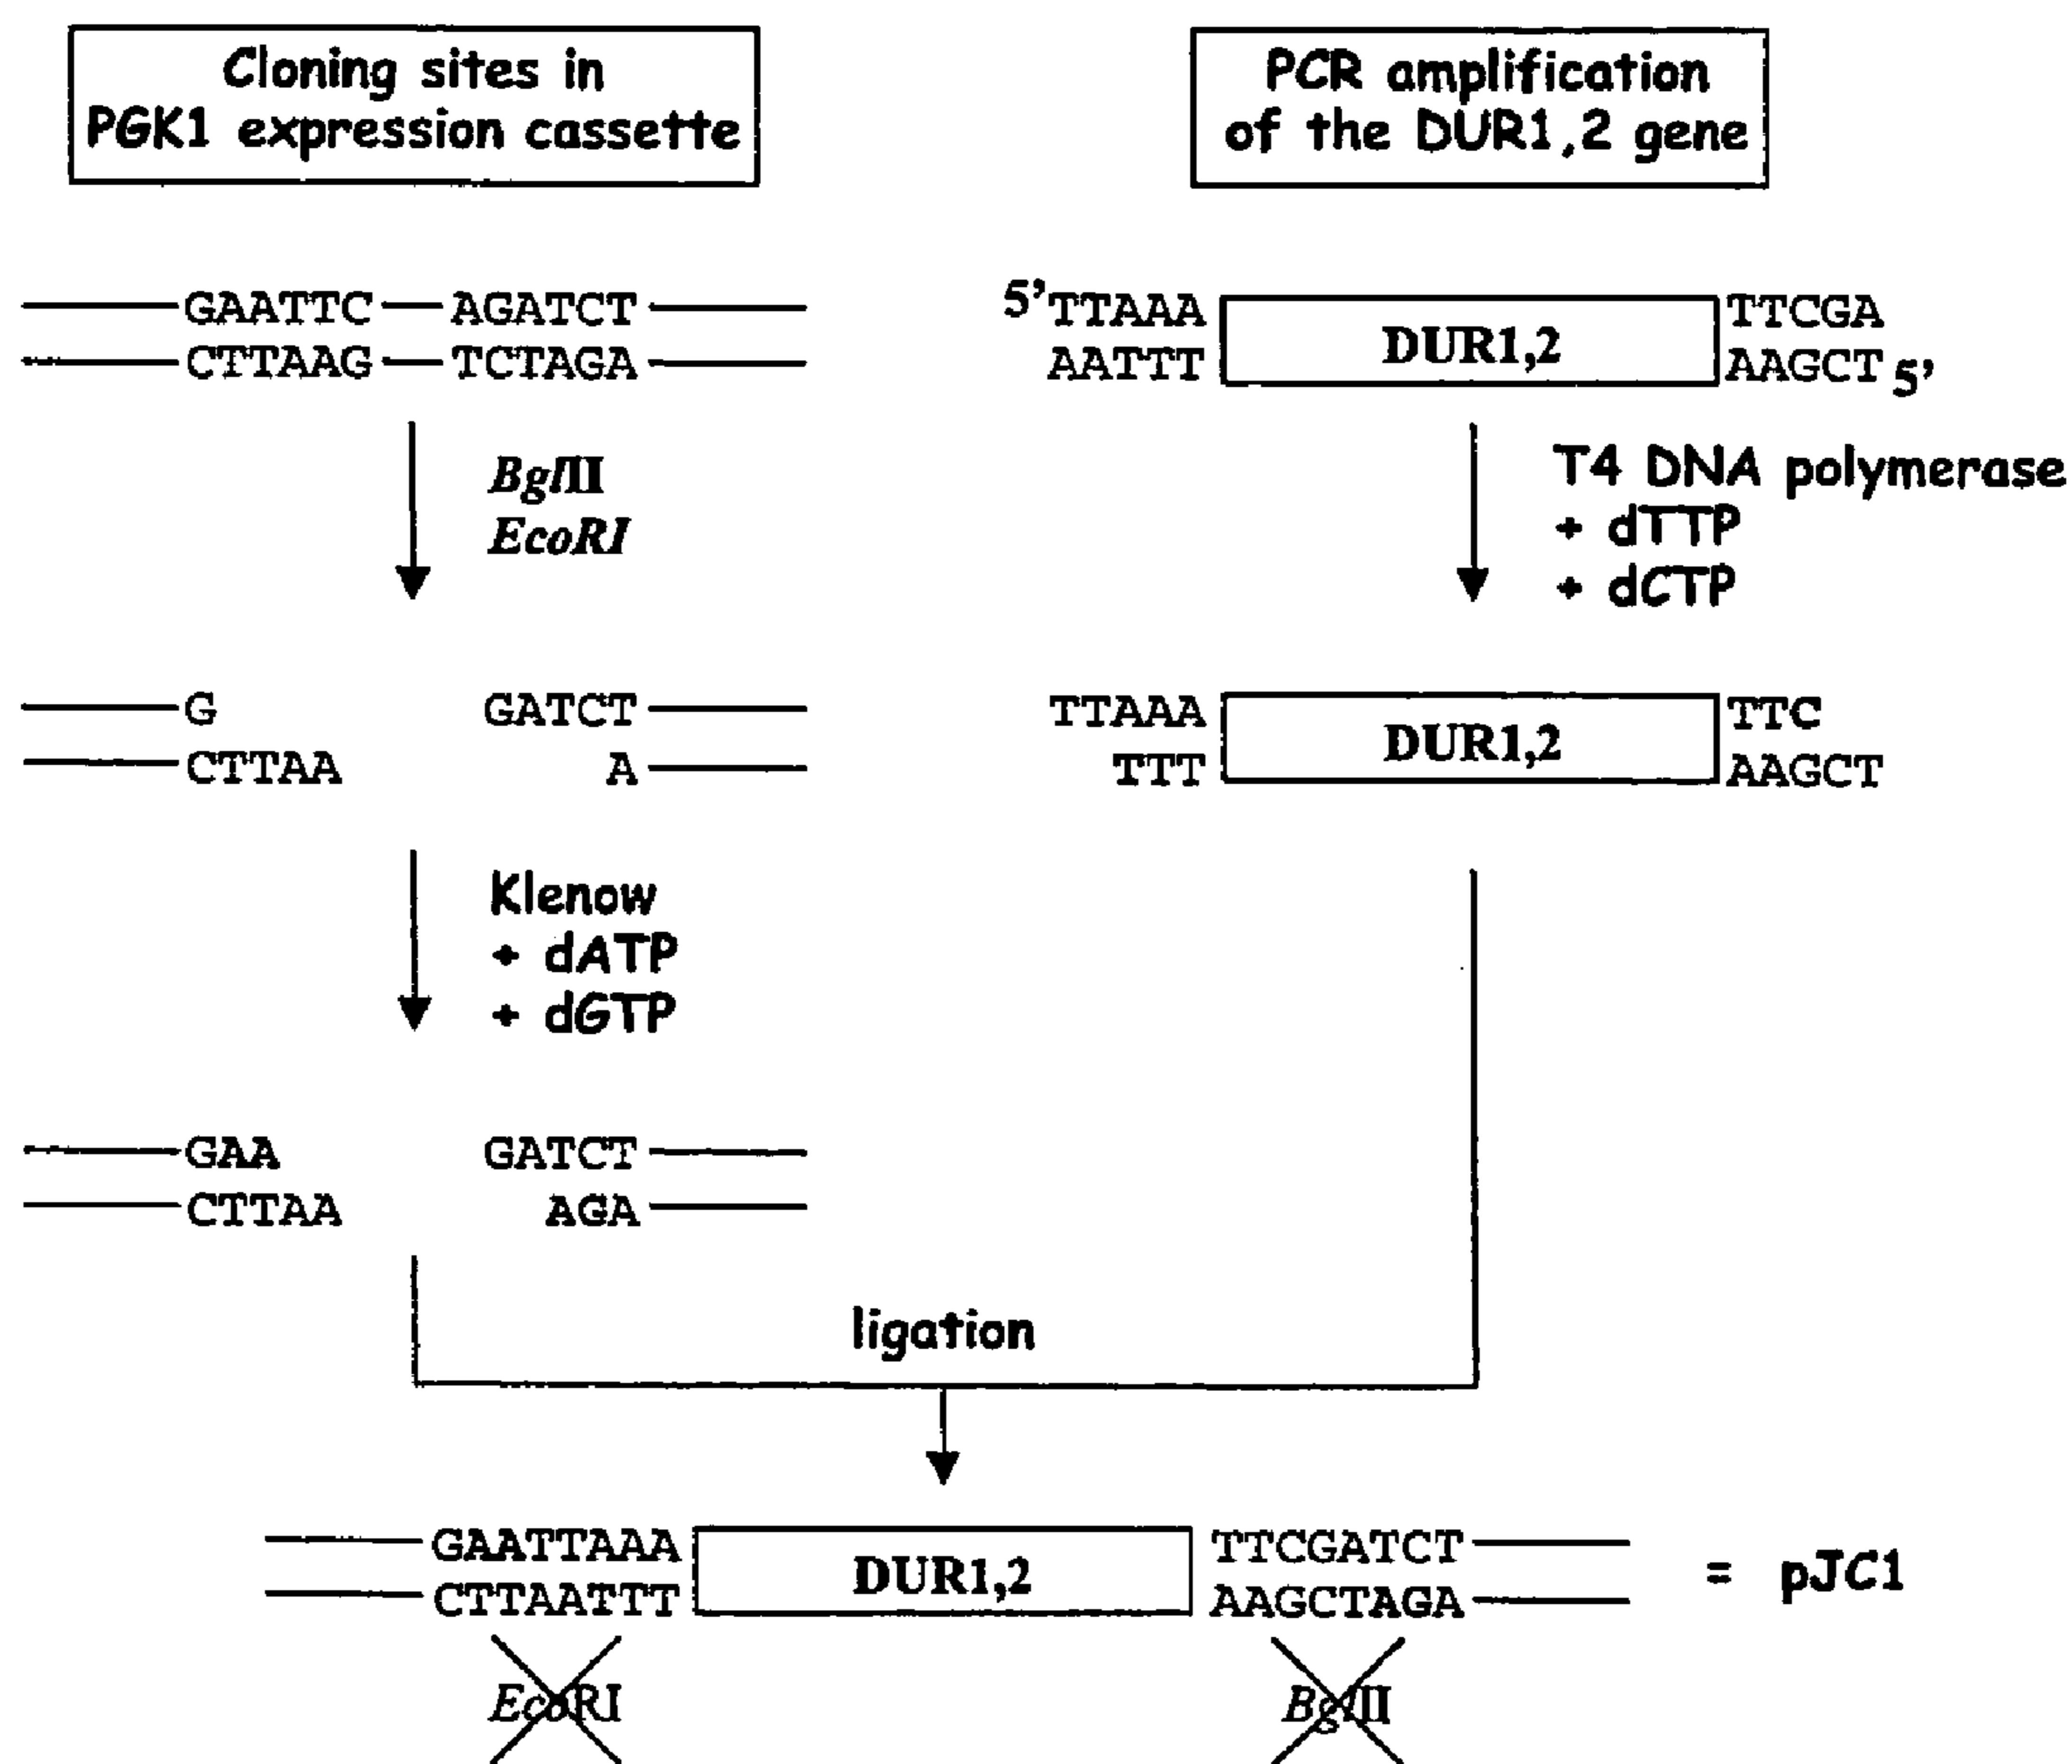 Cloning sites in
PGK1 expression cassette
PCR amplification
of the DUR1,2 gene
GAATTC AGATCT
CTTAAG TCTAGA
5'TTAAA DUR1,2 TTCGA
AATTT AAGCT 5'
BglII
EcoRI
T4 DNA polymerase
+ dTTP
+ dCTP
G GATCT
CTTAA A
TTAAA DUR1,2 TTC
TTT AAGCT
Klenow
+ dATP
+ dGTP
GAA GATCT
CTTAA AGA
ligation
GAATTAAA DUR1,2 TTCGATCT = pJC1
CTTAATTT AAGCTAGA
EcoRI BglII